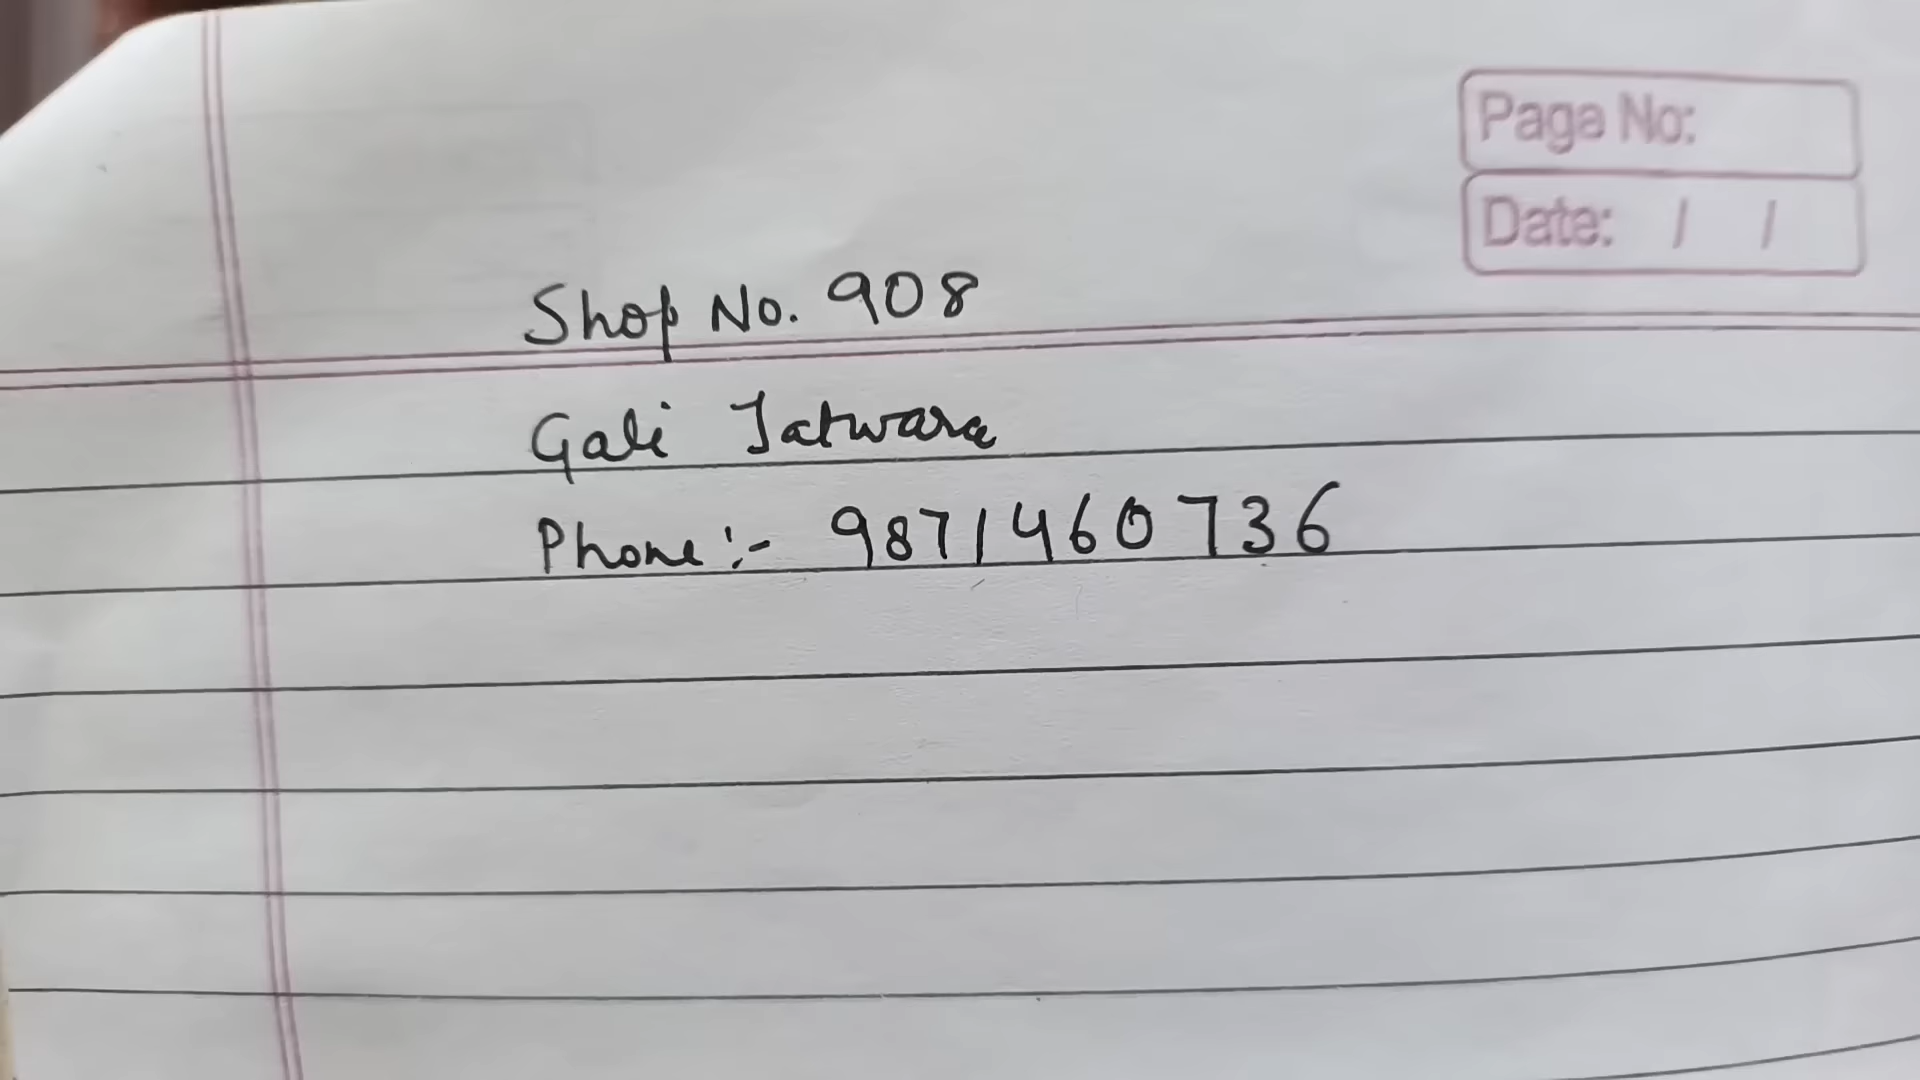 Page No:
Date: / /
Shop No. 908
Gali Jatwara
Phone:- 9871460736